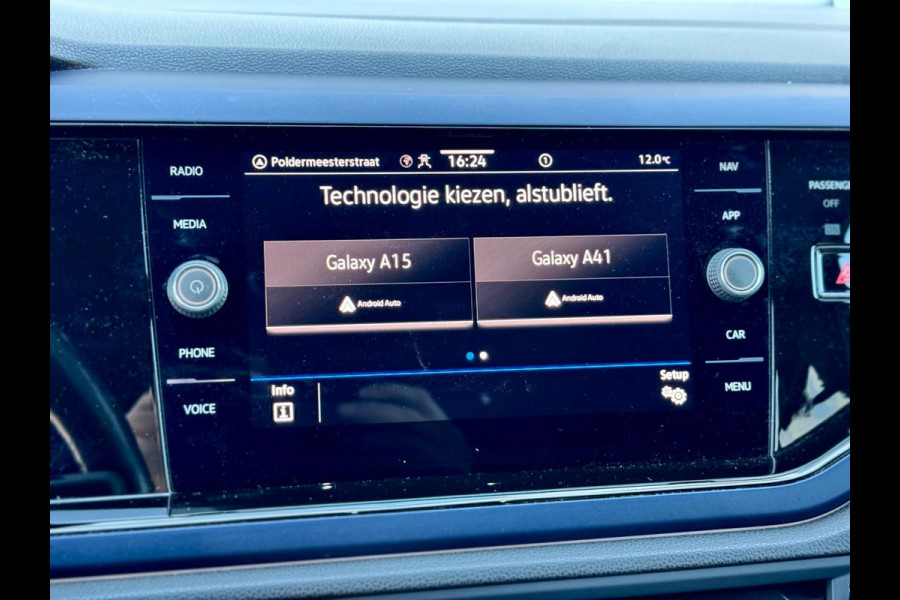 RADIO
MEDIA
PHONE
VOICE
Poldermeesterstraat 16:24 1 12.0°C
Technologie kiezen, alstublieft.
Galaxy A15
Android Auto
Galaxy A41
Android Auto
Info
Setup
NAV
APP
CAR
MENU
OFF